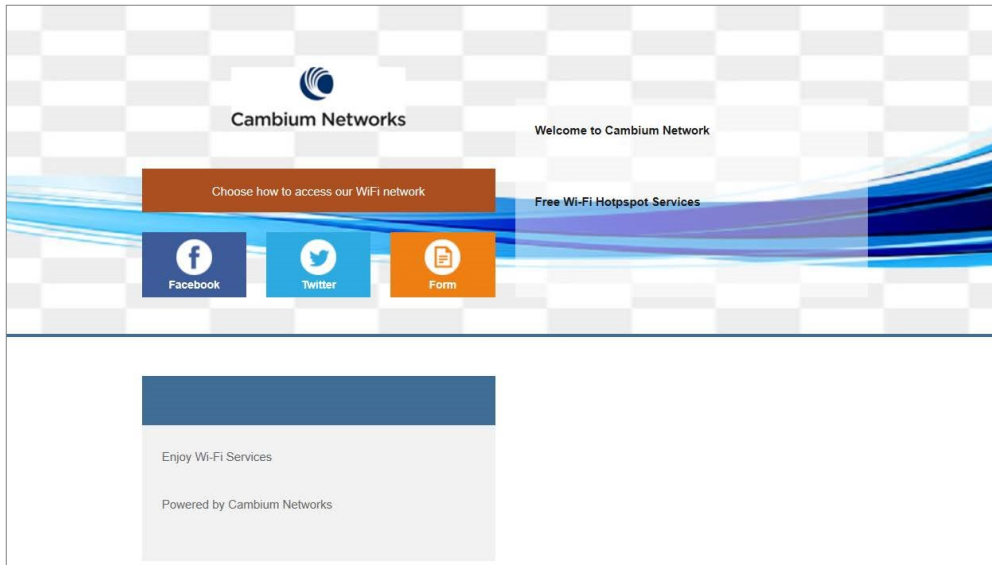 Cambium Networks
Choose how to access our WiFi network
Facebook
Twitter
Form
Welcome to Cambium Network
Free Wi-Fi Hotpspot Services
Enjoy Wi-Fi Services
Powered by Cambium Networks